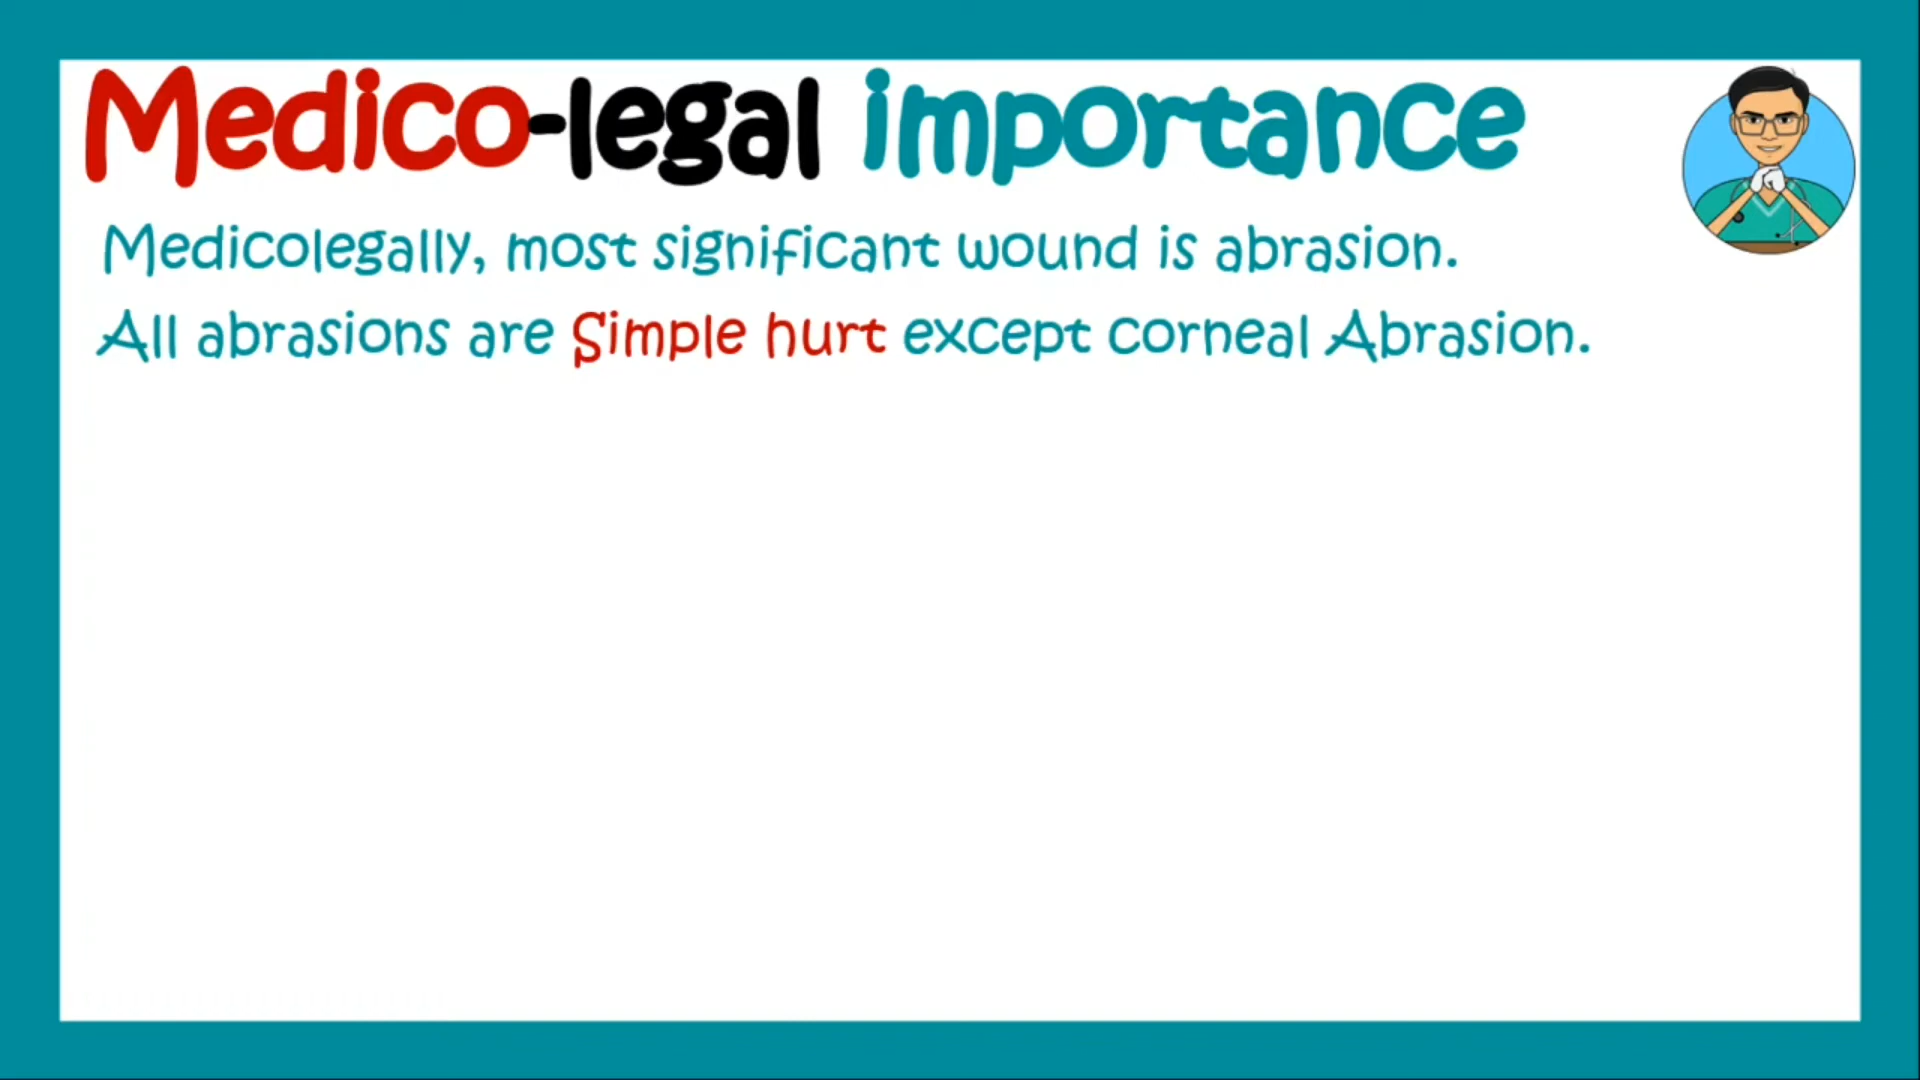 Medico-legal importance
Medicolegally, most significant wound is abrasion.
All abrasions are Simple hurt except corneal Abrasion.